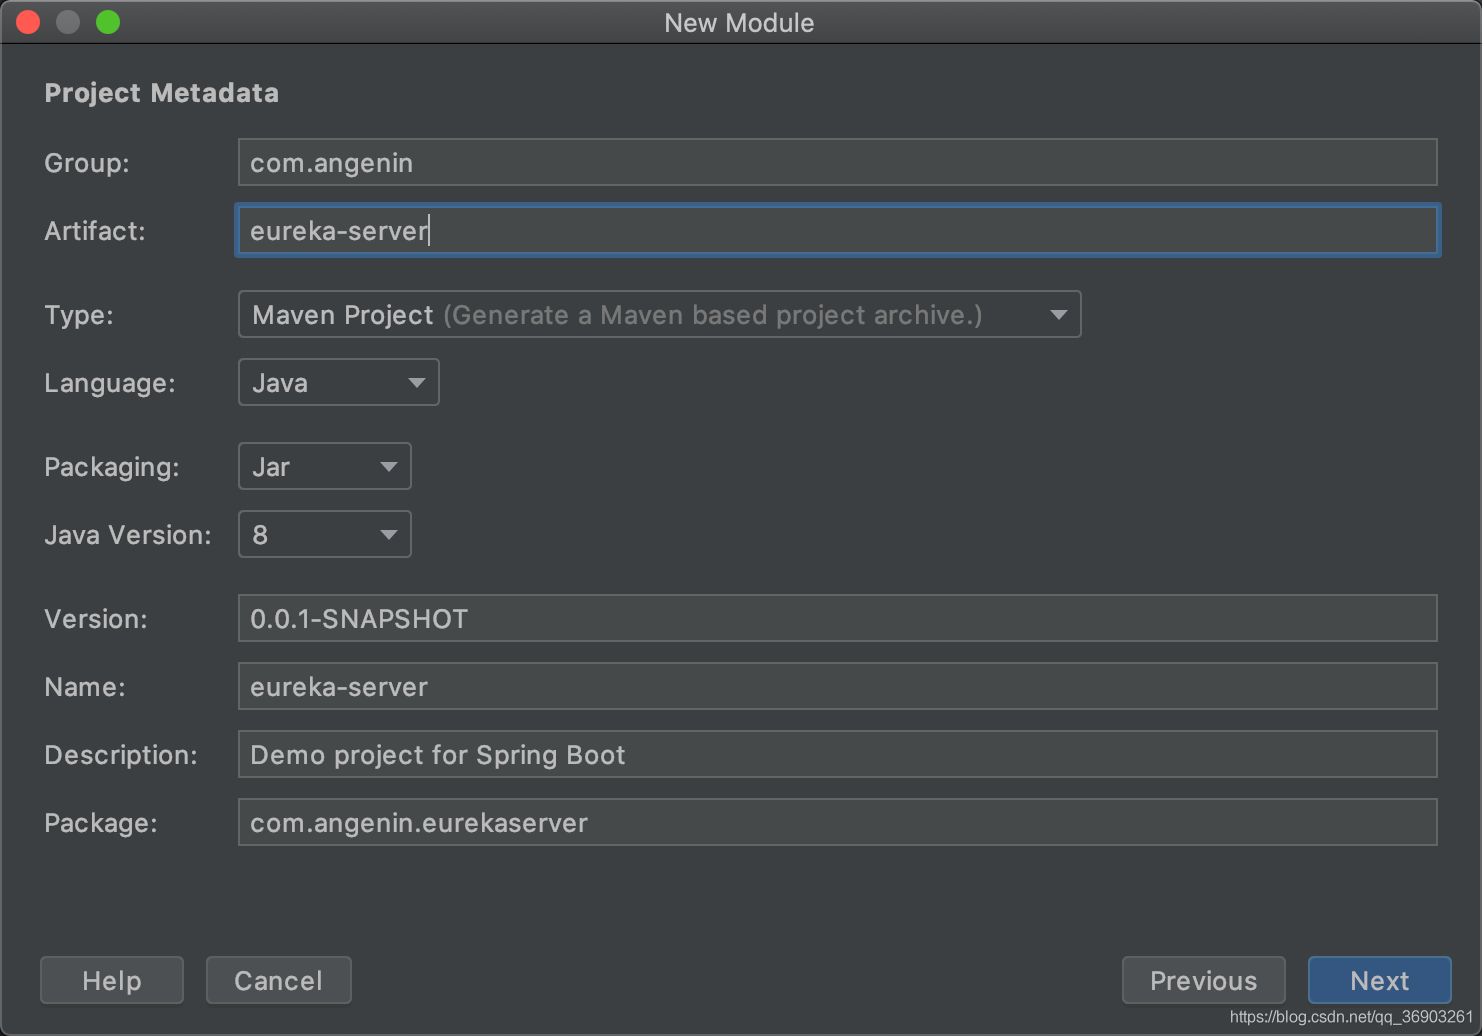 New Module
Project Metadata
Group: com.angenin
Artifact: eureka-server
Type: Maven Project (Generate a Maven based project archive.)
Language: Java
Packaging: Jar
Java Version: 8
Version: 0.0.1-SNAPSHOT
Name: eureka-server
Description: Demo project for Spring Boot
Package: com.angenin.eurekaserver
Help Cancel Previous Next
https://blog.csdn.net/qq_36903261